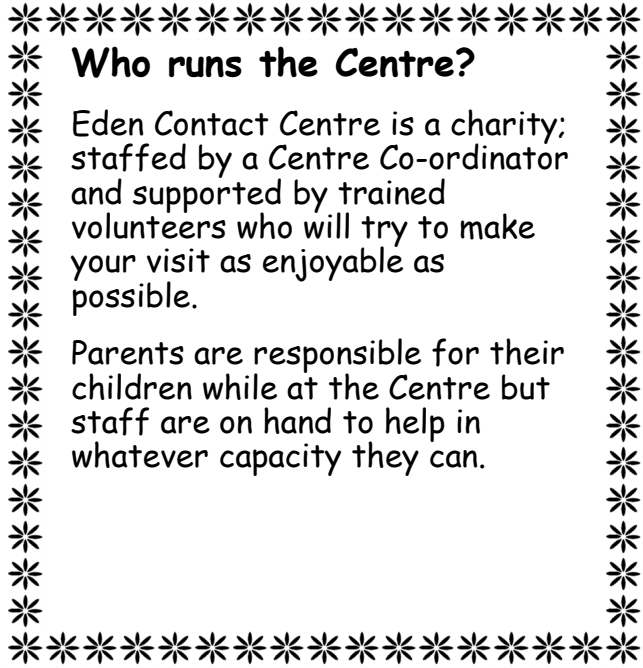 Who runs the Centre?
Eden Contact Centre is a charity;
staffed by a Centre Co-ordinator
and supported by trained
volunteers who will try to make
your visit as enjoyable as
possible.
Parents are responsible for their
children while at the Centre but
staff are on hand to help in
whatever capacity they can.